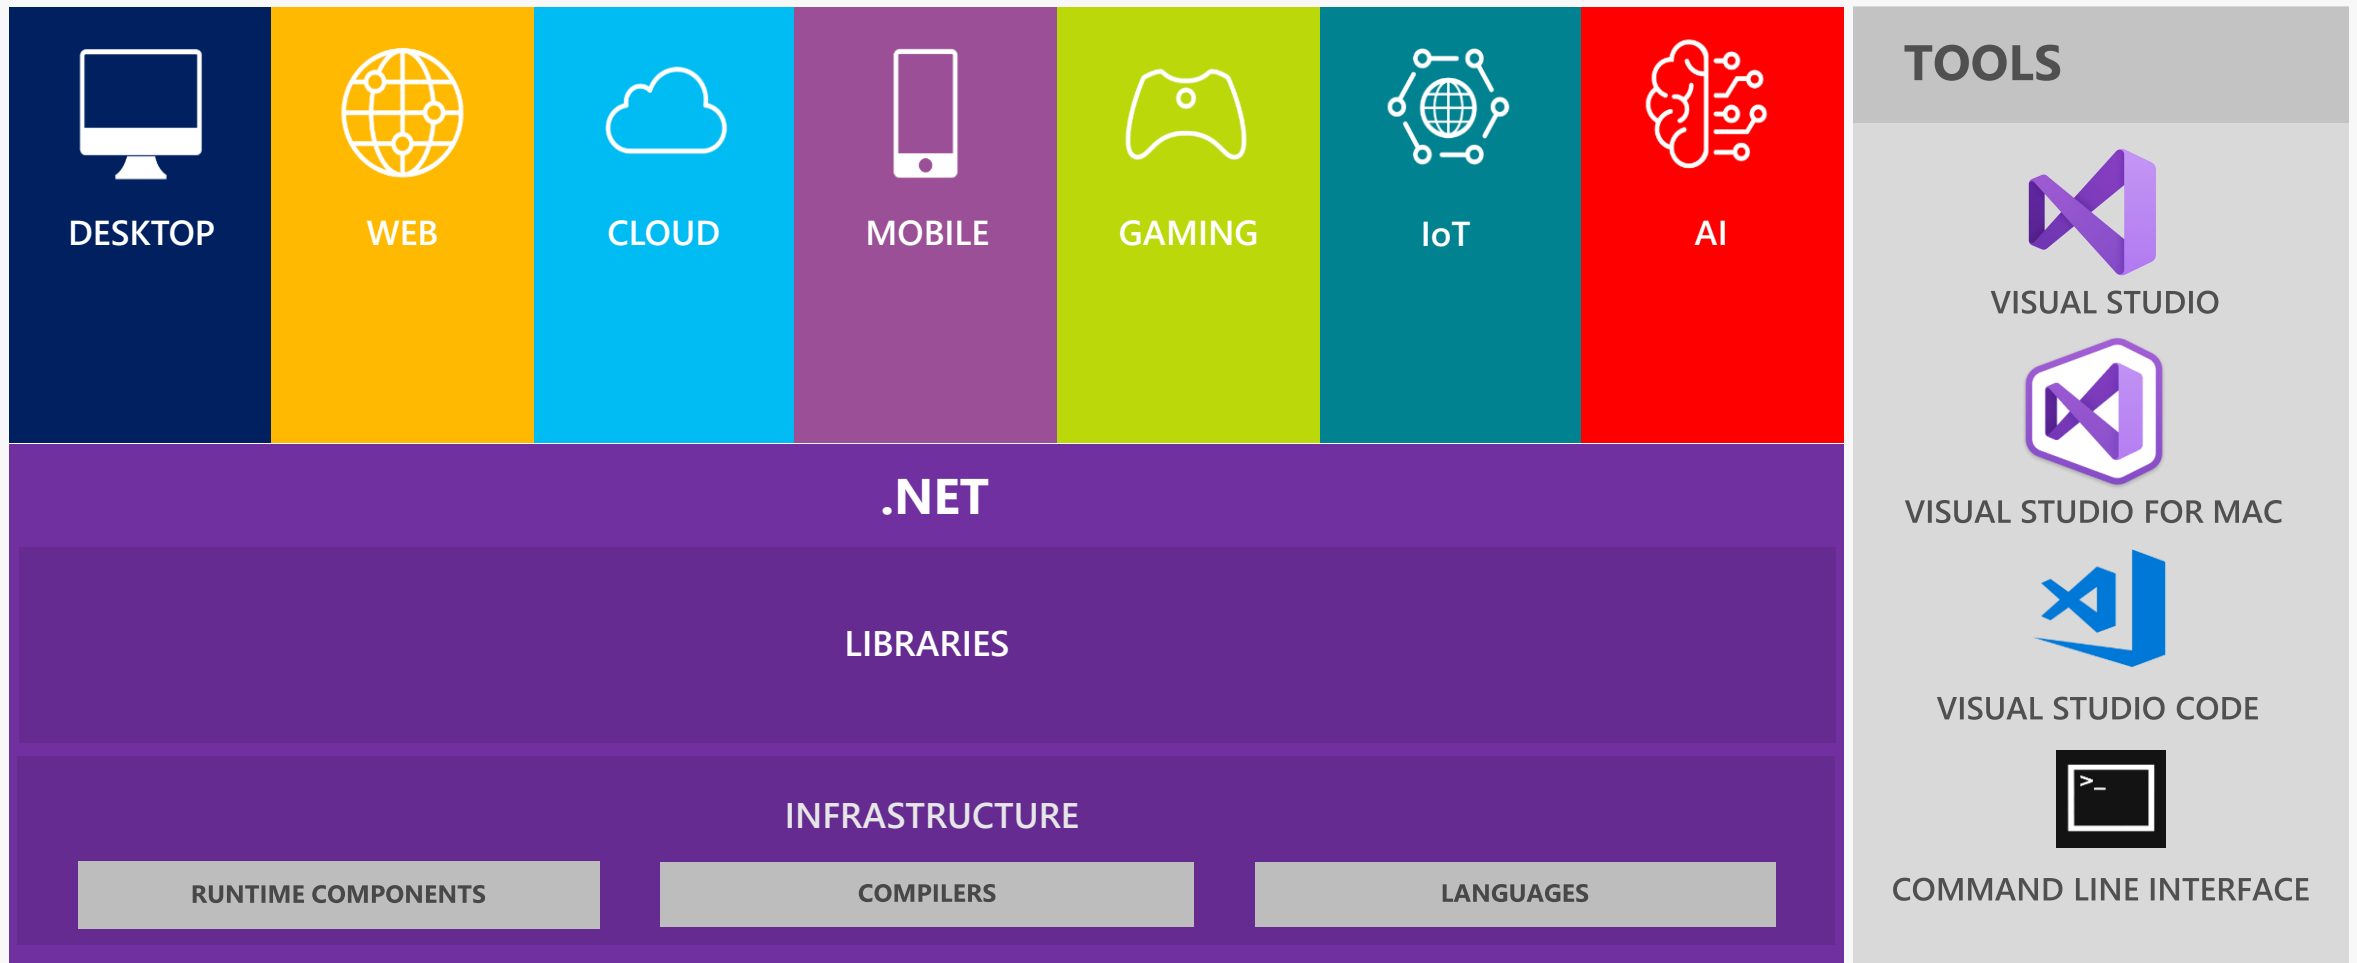 DESKTOP
WEB
CLOUD
MOBILE
GAMING
IoT
AI
.NET
LIBRARIES
INFRASTRUCTURE
RUNTIME COMPONENTS
COMPILERS
LANGUAGES
TOOLS
VISUAL STUDIO
VISUAL STUDIO FOR MAC
VISUAL STUDIO CODE
>_
COMMAND LINE INTERFACE